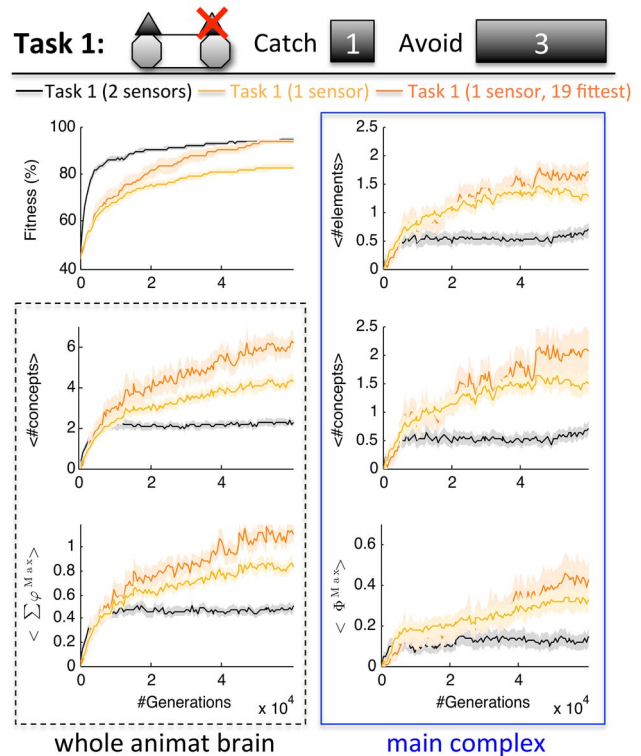 Task 1: Catch 1 Avoid 3
Task 1 (2 sensors) Task 1 (1 sensor) Task 1 (1 sensor, 19 fittest)
Fitness (%)
100
80
60
40
0 2 4
<#elements>
2.5
2
1.5
1
0.5
0
0 2 4
<#concepts>
6
4
2
0
0 2 4
<#concepts>
2.5
2
1.5
1
0.5
0
0 2 4
< ∑φ^Max >
1
0.8
0.6
0.4
0.2
0
0 2 4
#Generations x 10^4
< Φ^Max >
0.6
0.4
0.2
0
0 2 4
#Generations x 10^4
whole animat brain
main complex